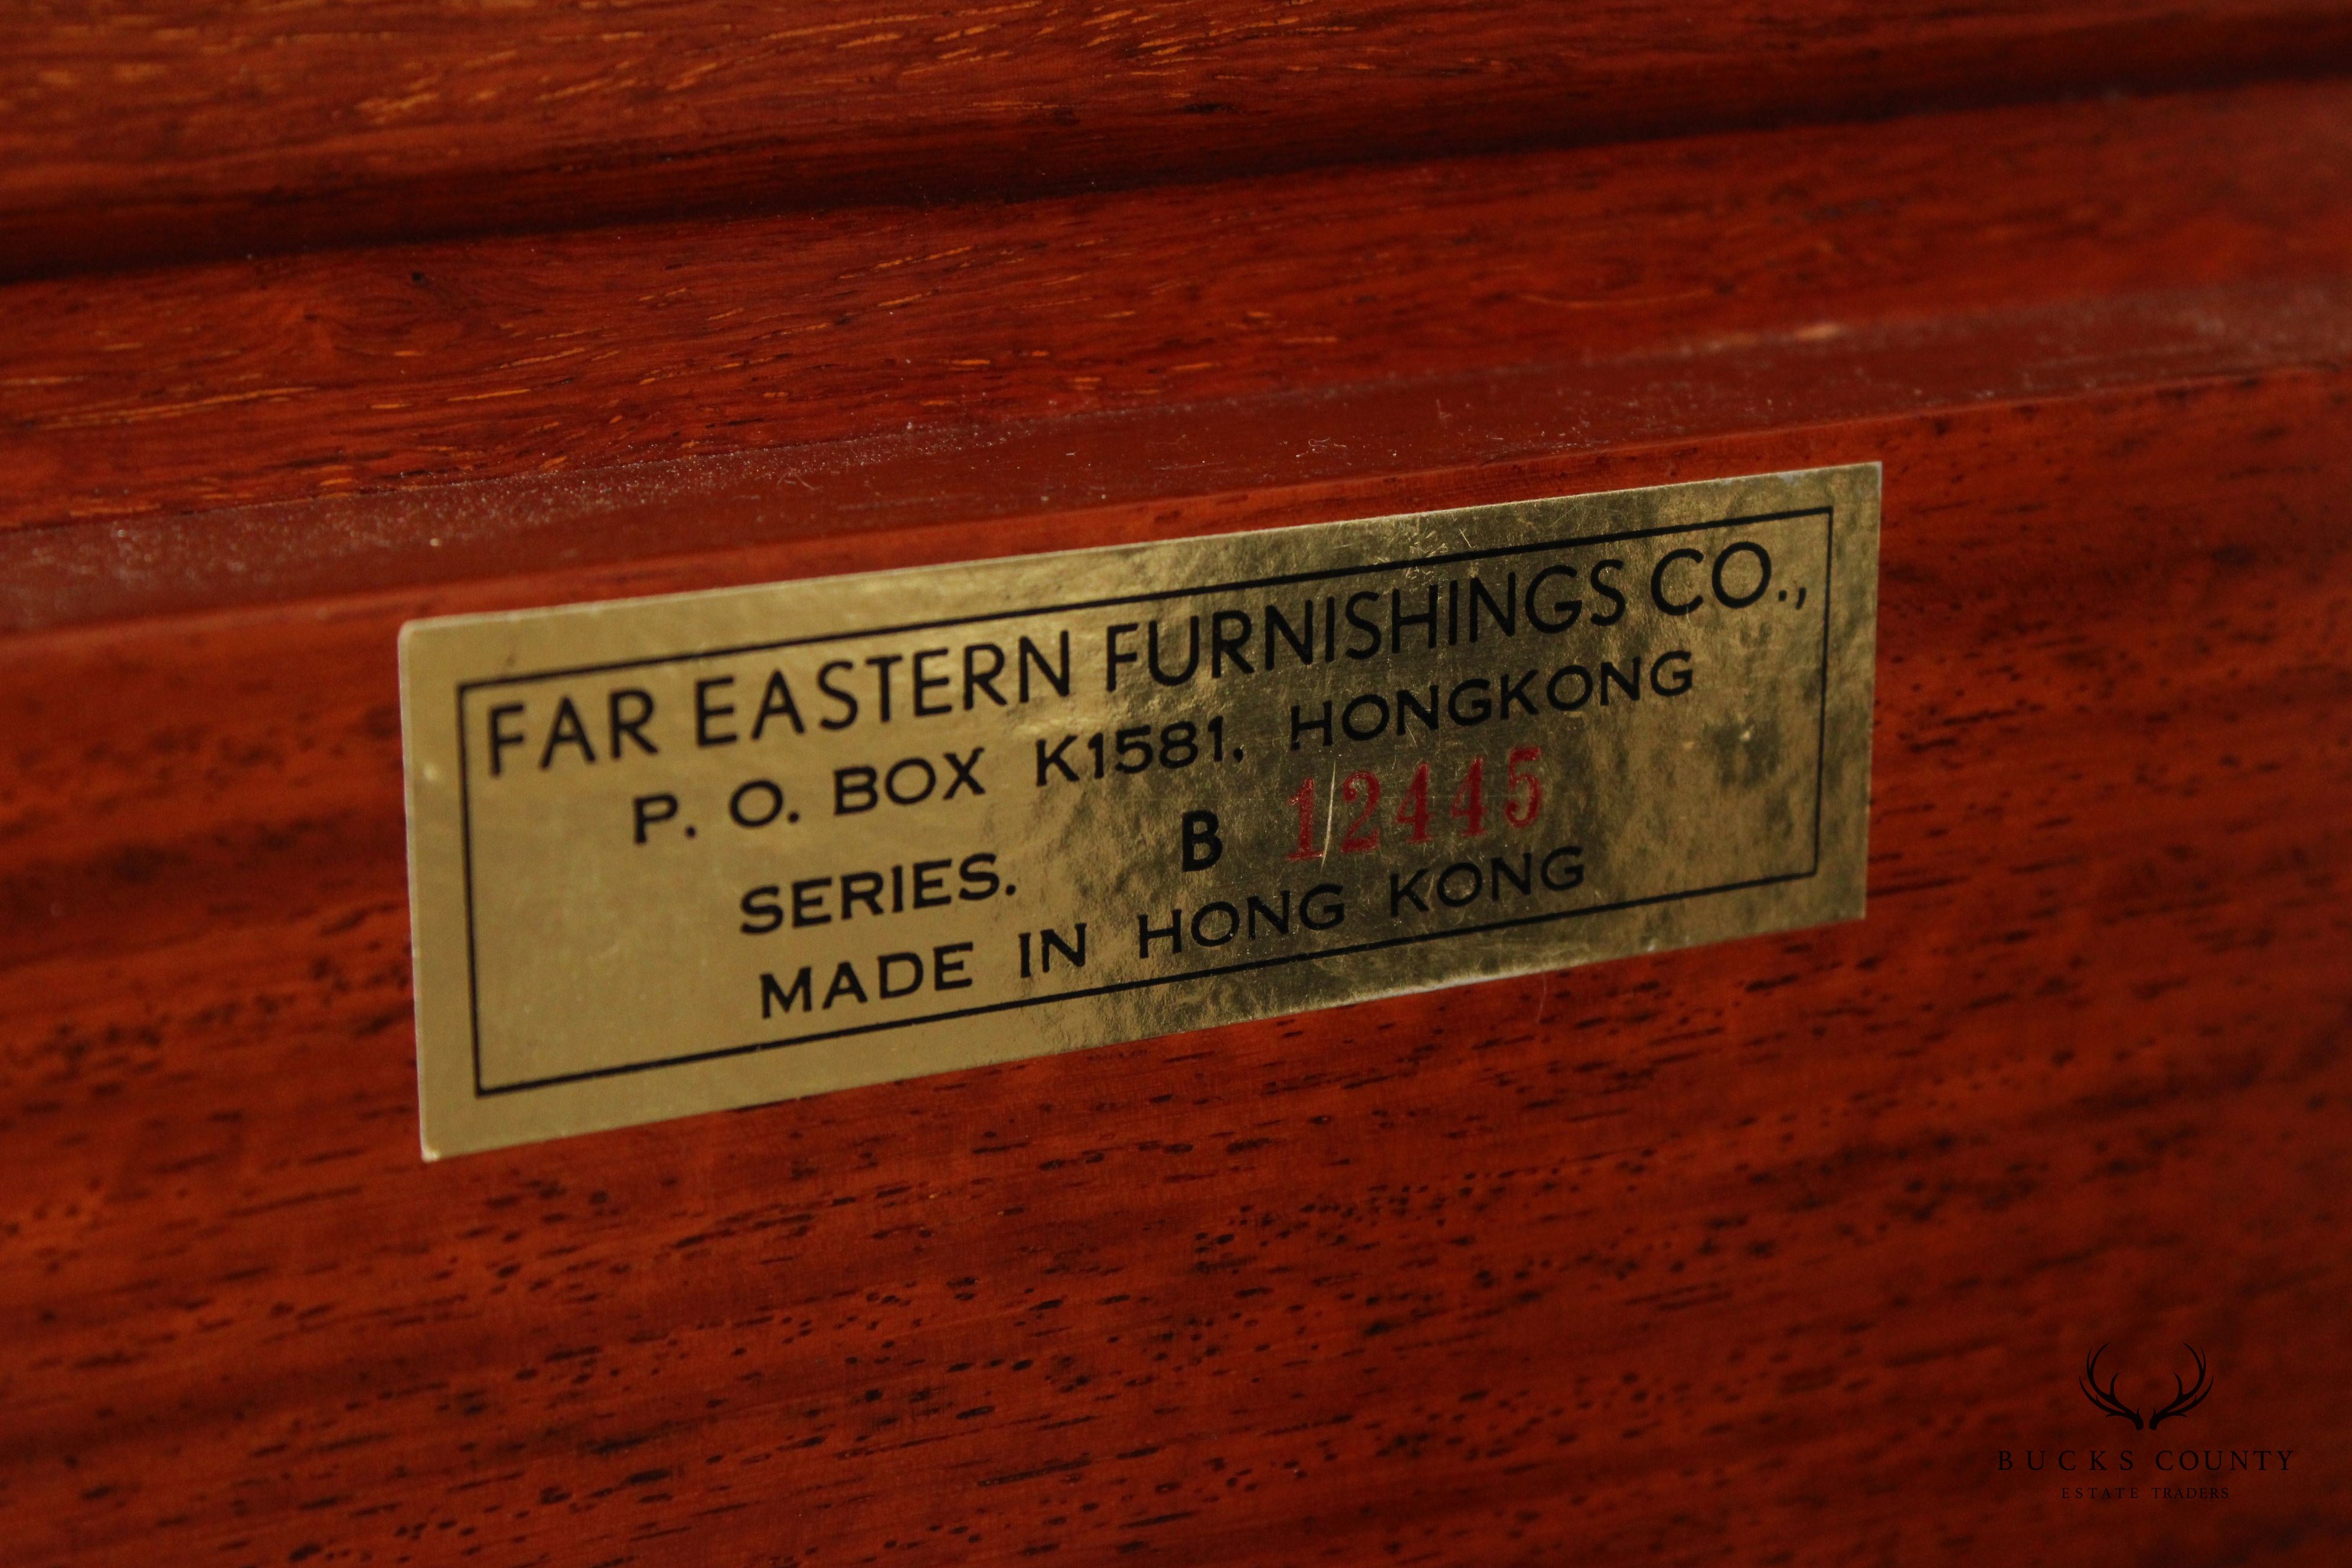 FAR EASTERN FURNISHINGS CO.,
P. O. BOX K1581. HONGKONG
SERIES. B 12445
MADE IN HONG KONG
BUCKS COUNTY
ESTATE TRADERS